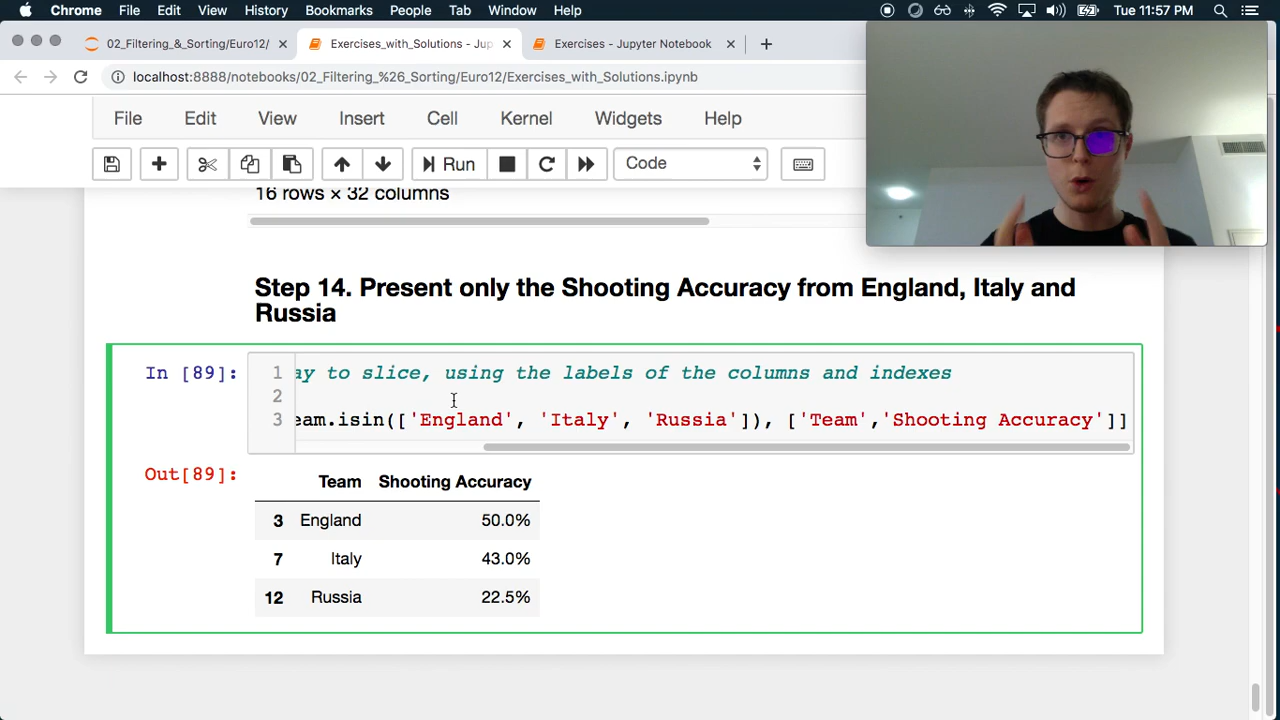 Chrome File Edit View History Bookmarks People Tab Window Help Tue 11:57 PM
02_Filtering_&_Sorting/Euro12/ Exercises_with_Solutions - Jup Exercises - Jupyter Notebook
localhost:8888/notebooks/02_Filtering_%26_Sorting/Euro12/Exercises_with_Solutions.ipynb
File Edit View Insert Cell Kernel Widgets Help
Run Code
16 rows × 32 columns
Step 14. Present only the Shooting Accuracy from England, Italy and
Russia
In [89]: 1 ay to slice, using the labels of the columns and indexes
2
3 eam.isin(['England', 'Italy', 'Russia']), ['Team','Shooting Accuracy']]
Out[89]:
Team Shooting Accuracy
3 England 50.0%
7 Italy 43.0%
12 Russia 22.5%